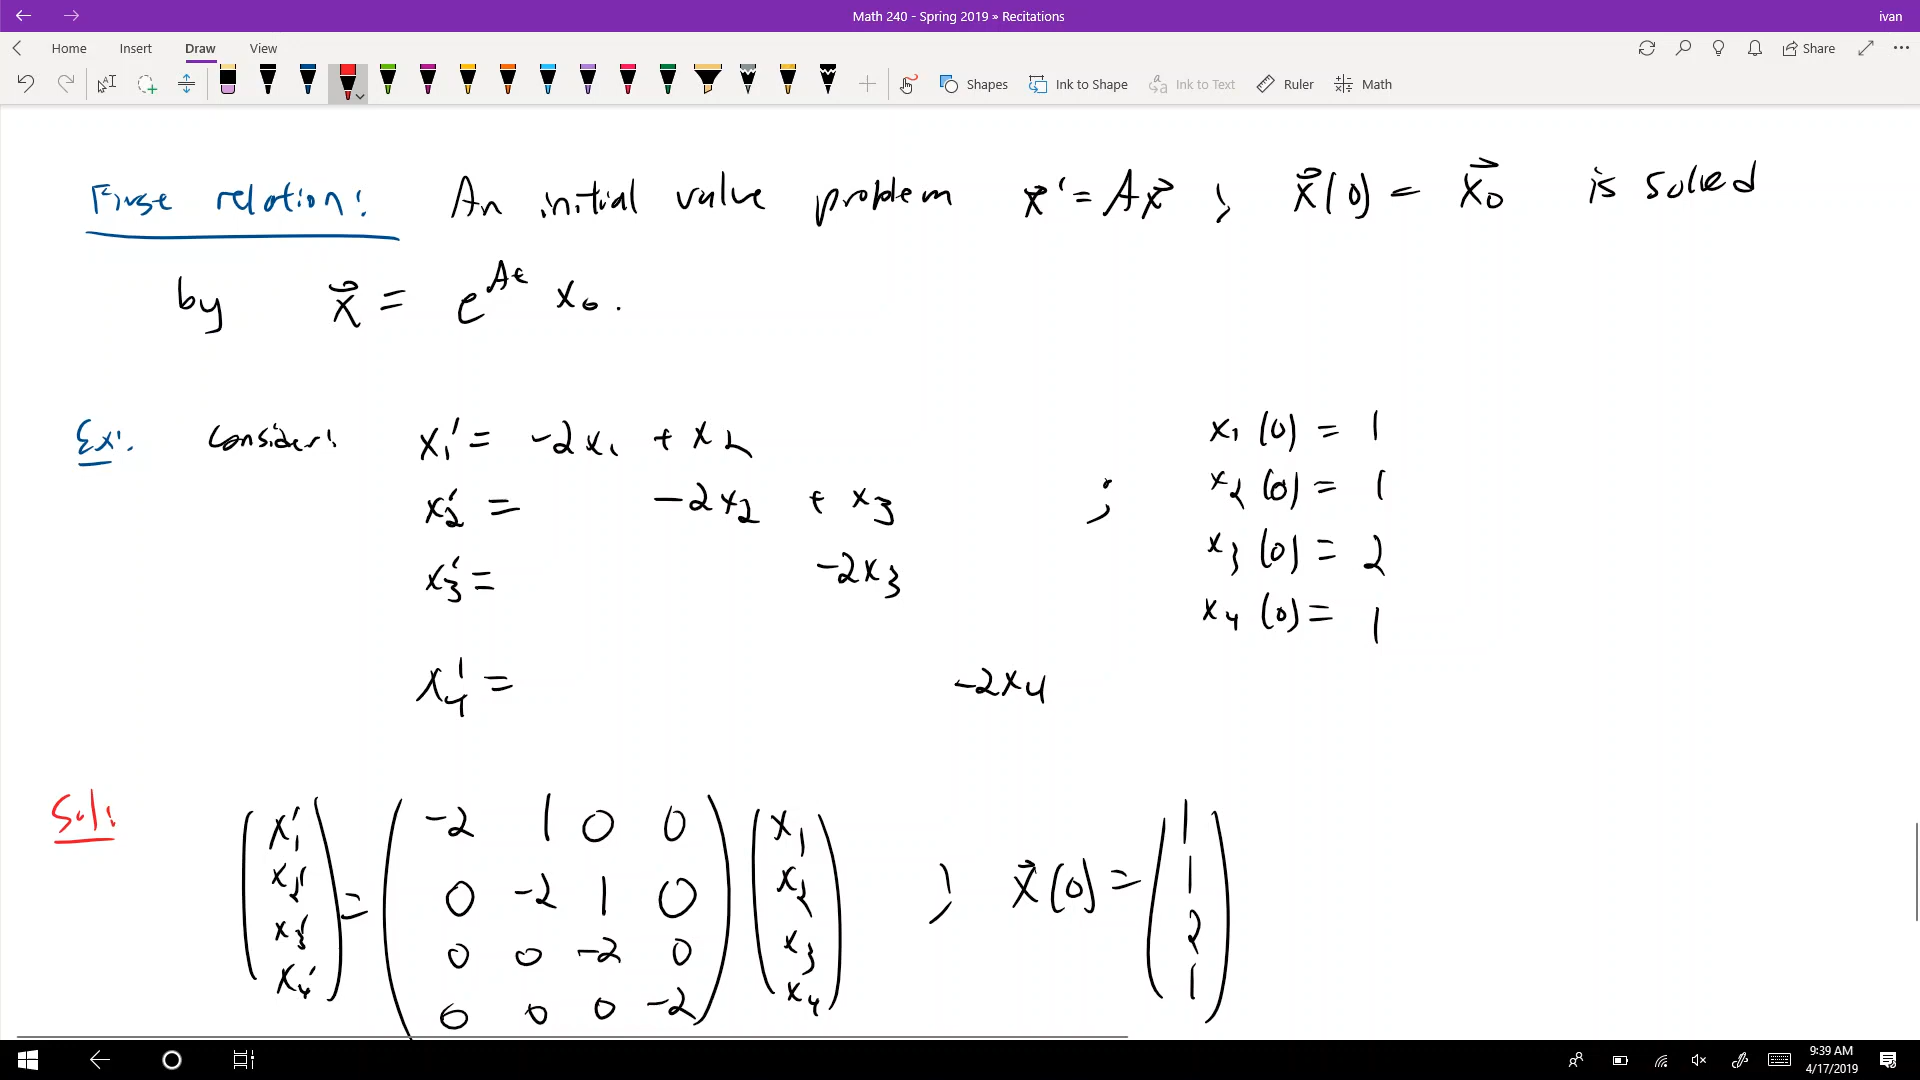 Math 240 - Spring 2019 » Recitations
ivan
Home Insert Draw View
Share
Shapes Ink to Shape Ink to Text Ruler Math
First relation: An initial value problem x⃗' = Ax⃗ ; x⃗(0) = x⃗₀ is solved
by x⃗ = e^{At} x₀.
Ex: Consider: x₁' = -2x₁ + x₂
x₂' = -2x₂ + x₃
x₃' = -2x₃
x₄' = -2x₄
;
x₁(0) = 1
x₂(0) = 1
x₃(0) = 2
x₄(0) = 1
Sol:
(x₁' x₂' x₃' x₄') =
-2 1 0 0
0 -2 1 0
0 0 -2 0
0 0 0 -2
(x₁ x₂ x₃ x₄) ; x⃗(0) = (1 1 2 1)
9:39 AM
4/17/2019